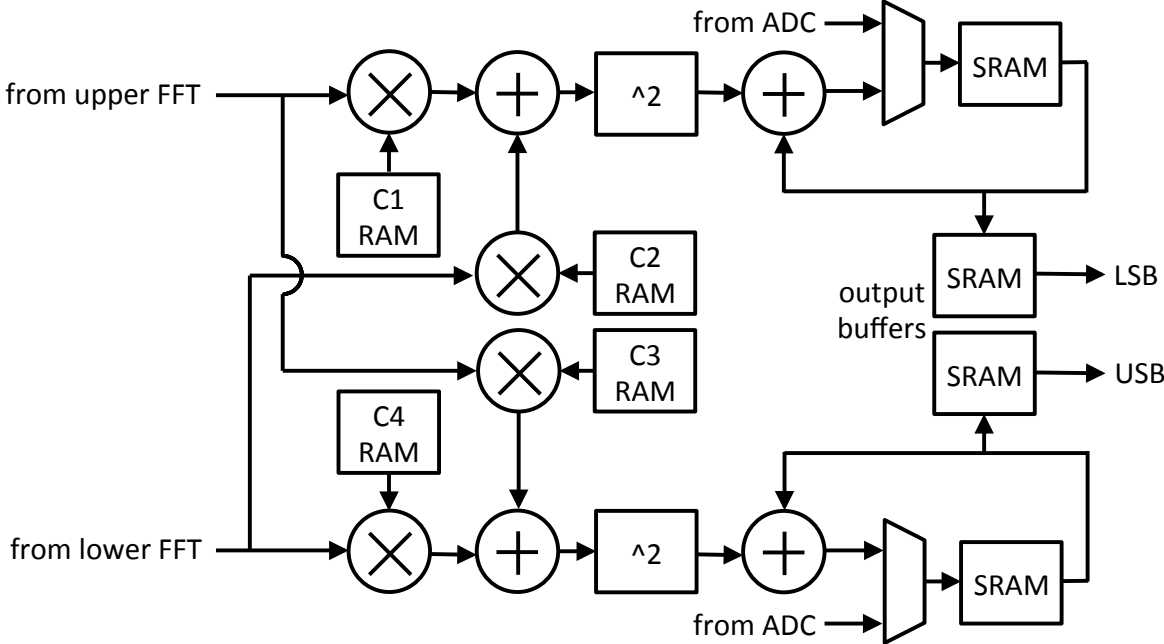 from ADC
SRAM
from upper FFT
^2
C1
RAM
C2
RAM
SRAM
LSB
output
buffers
C3
RAM
SRAM
USB
C4
RAM
from lower FFT
^2
SRAM
from ADC